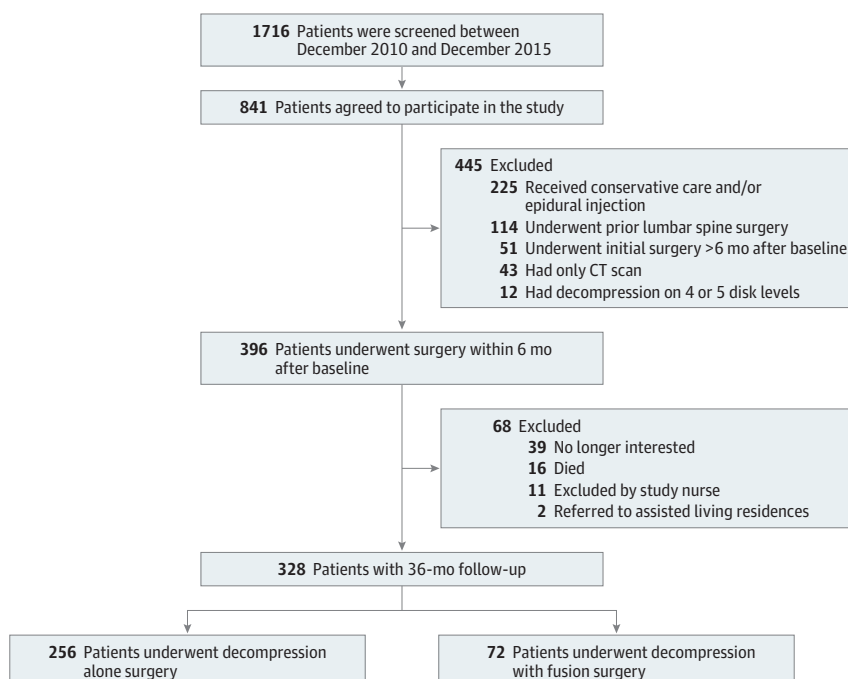 1716 Patients were screened between
December 2010 and December 2015
841 Patients agreed to participate in the study
445 Excluded
225 Received conservative care and/or
epidural injection
114 Underwent prior lumbar spine surgery
51 Underwent initial surgery >6 mo after baseline
43 Had only CT scan
12 Had decompression on 4 or 5 disk levels
396 Patients underwent surgery within 6 mo
after baseline
68 Excluded
39 No longer interested
16 Died
11 Excluded by study nurse
2 Referred to assisted living residences
328 Patients with 36-mo follow-up
256 Patients underwent decompression
alone surgery
72 Patients underwent decompression
with fusion surgery